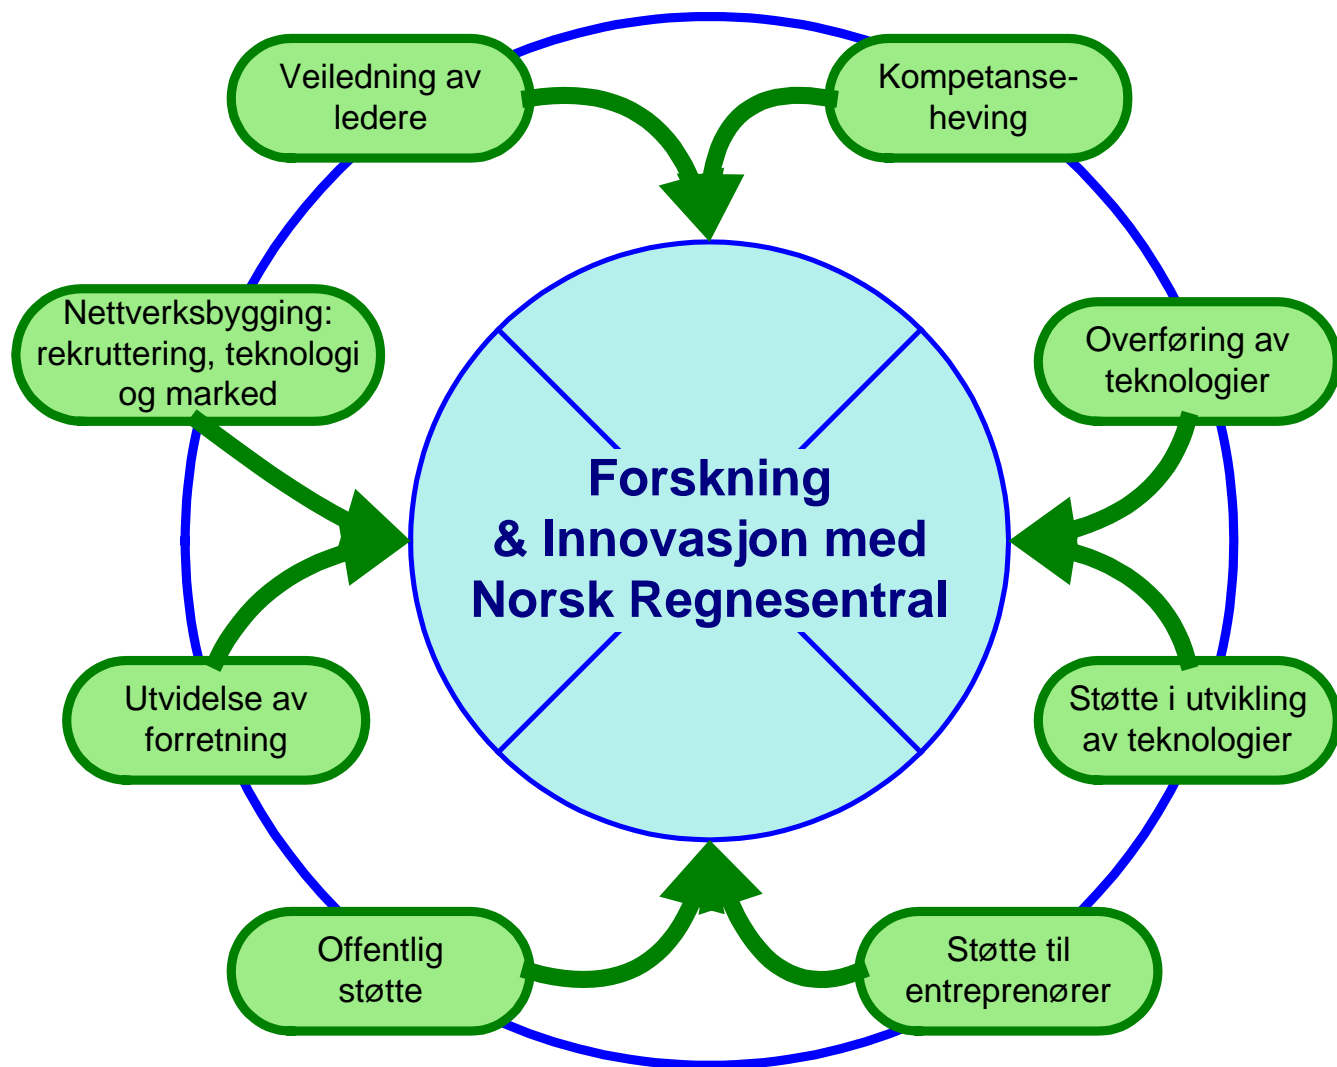 Veiledning av
ledere
Kompetanse-
heving
Nettverksbygging:
rekruttering, teknologi
og marked
Overføring av
teknologier
Forskning
& Innovasjon med
Norsk Regnesentral
Utvidelse av
forretning
Støtte i utvikling
av teknologier
Offentlig
støtte
Støtte til
entreprenører